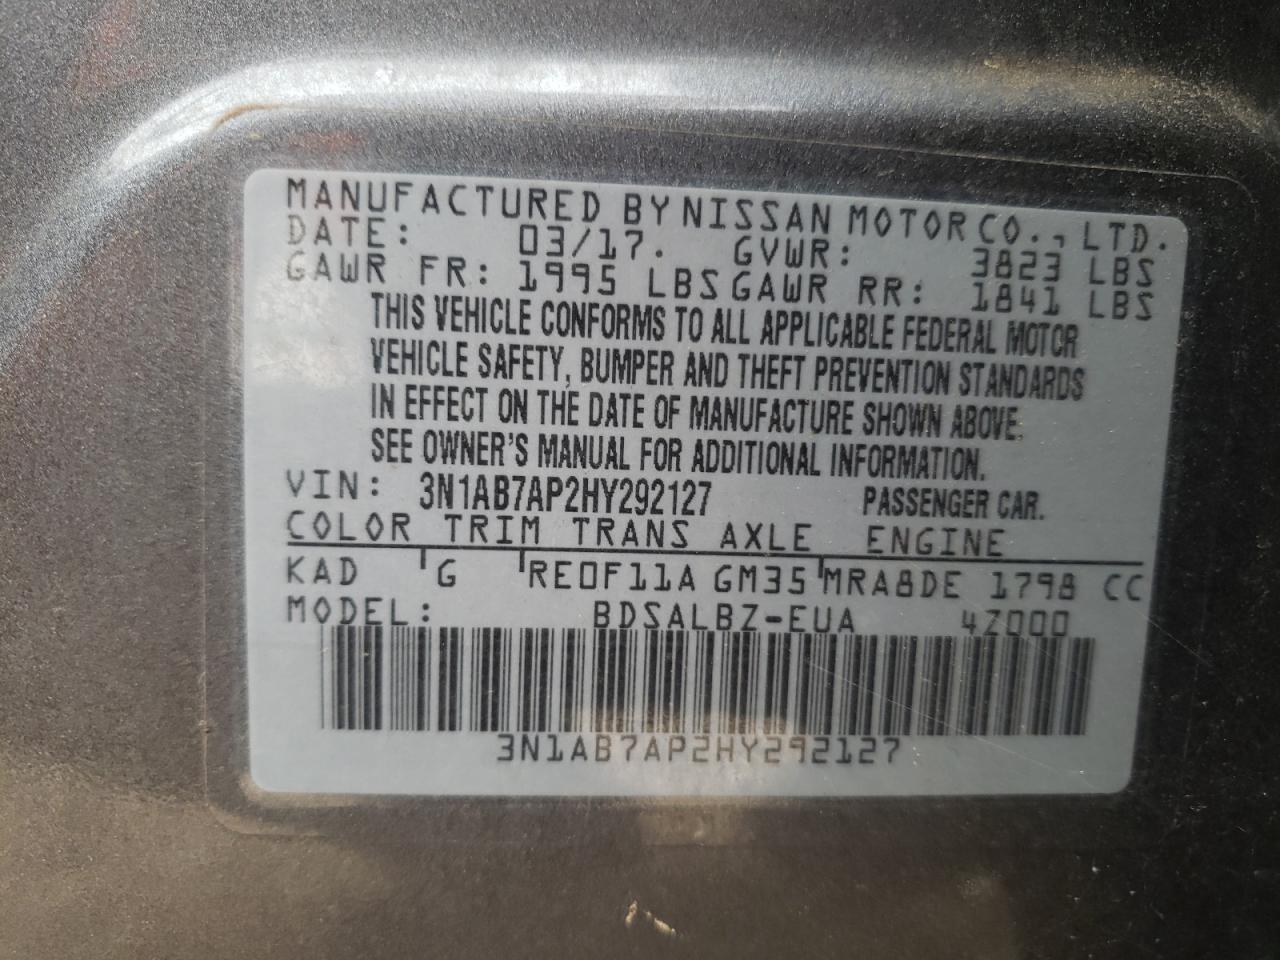 MANUFACTURED BY NISSAN MOTOR CO., LTD.
DATE: 03/17. GVWR: 3823 LBS
GAWR FR: 1995 LBS GAWR RR: 1841 LBS
THIS VEHICLE CONFORMS TO ALL APPLICABLE FEDERAL MOTOR
VEHICLE SAFETY, BUMPER AND THEFT PREVENTION STANDARDS
IN EFFECT ON THE DATE OF MANUFACTURE SHOWN ABOVE.
SEE OWNER'S MANUAL FOR ADDITIONAL INFORMATION.
VIN: 3N1AB7AP2HY292127 PASSENGER CAR.
COLOR TRIM TRANS AXLE ENGINE
KAD G RE0F11A GM35 MRA8DE 1798 CC
MODEL: BDSALBZ-EUA 4Z000
3N1AB7AP2HY292127